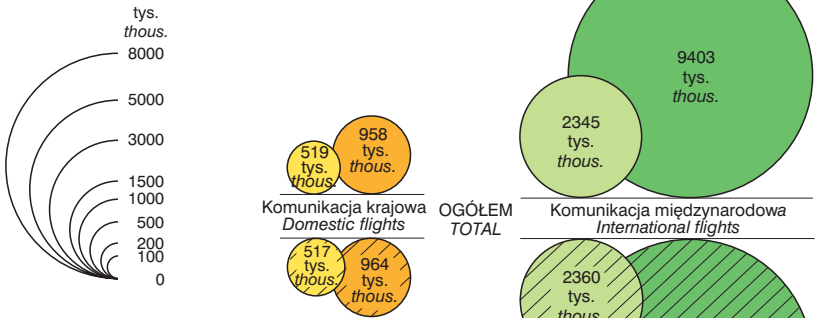 tys.
thous.
8000
5000
3000
1500
1000
500
200
100
0
519
tys.
thous.
958
tys.
thous.
Komunikacja krajowa
Domestic flights
517
tys.
thous.
964
tys.
thous.
OGÓŁEM
TOTAL
9403
tys.
thous.
2345
tys.
thous.
Komunikacja międzynarodowa
International flights
2360
tys.
thous.